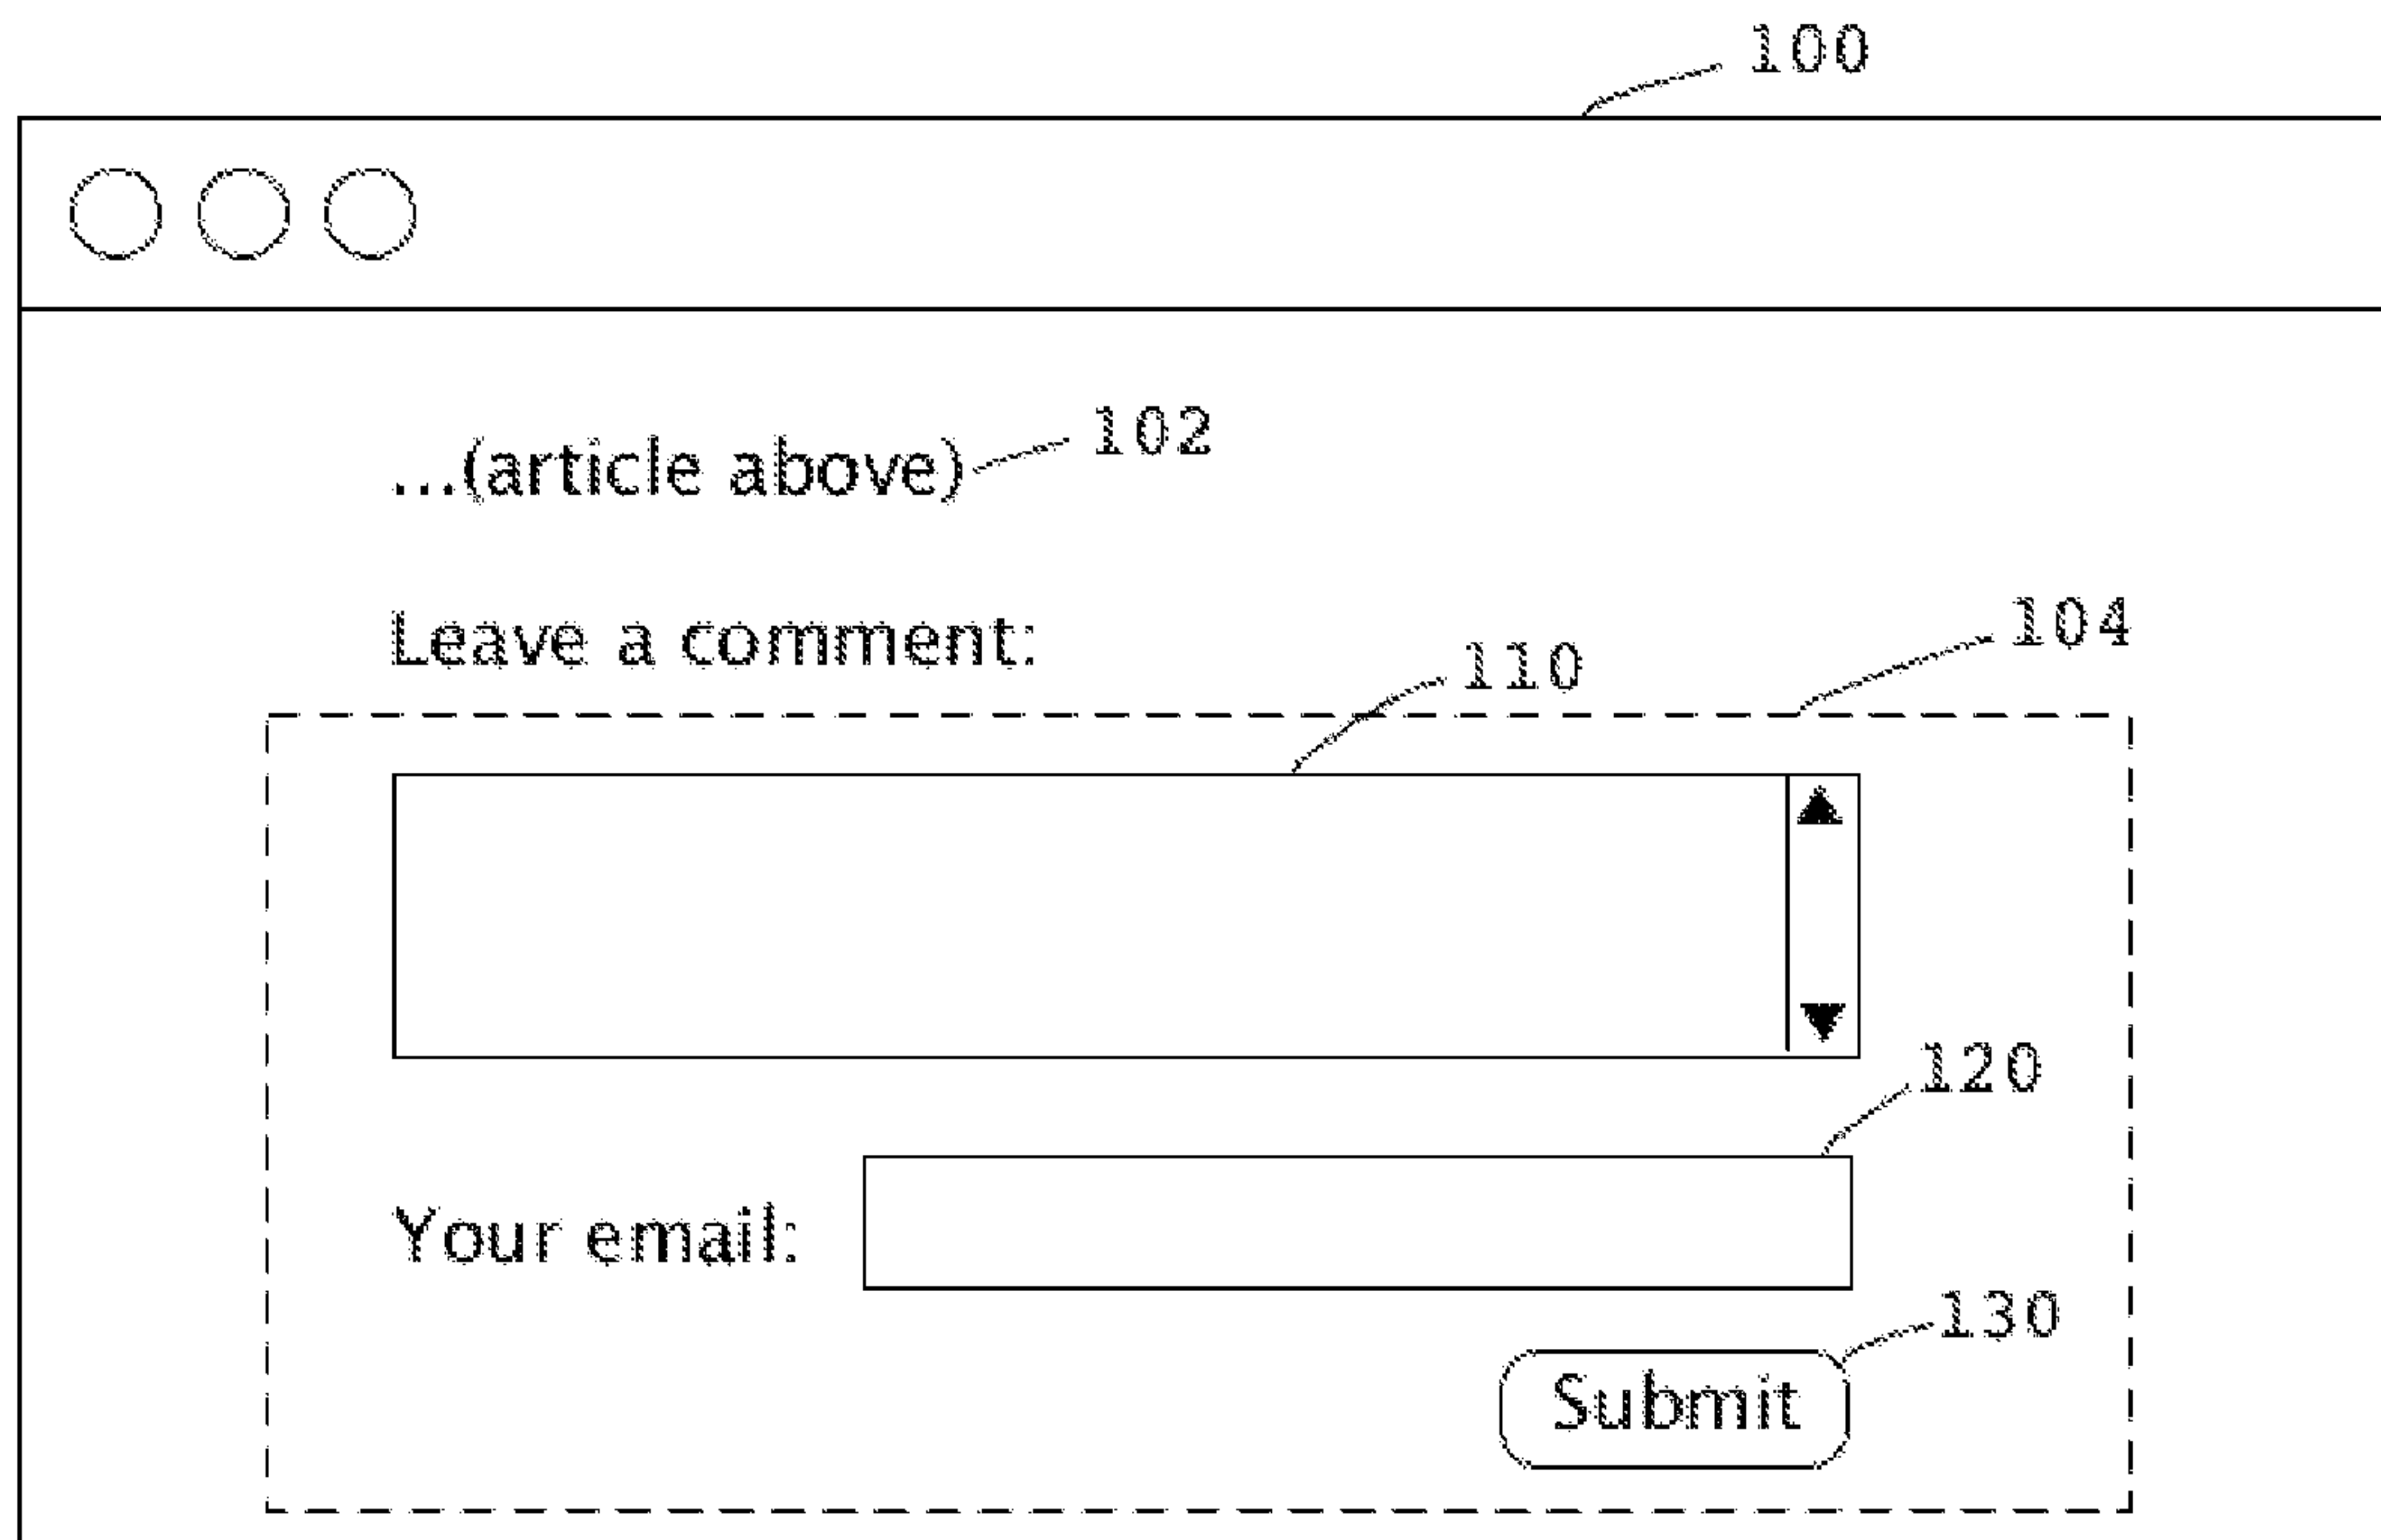 100
...(article above) 102
Leave a comment:
104
110
120
Your email:
130
Submit